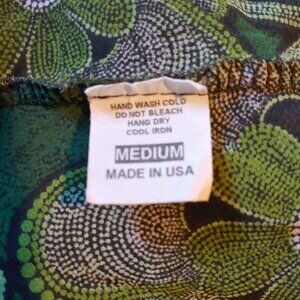 HAND WASH COLD
DO NOT BLEACH
HANG DRY
COOL IRON
MEDIUM
MADE IN USA